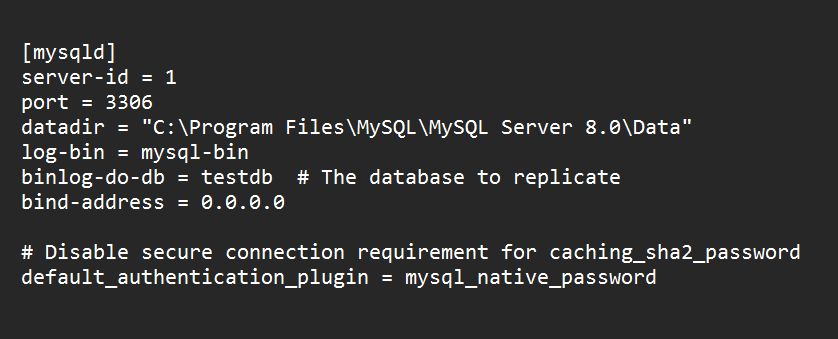 [mysqld]
server-id = 1
port = 3306
datadir = "C:\Program Files\MySQL\MySQL Server 8.0\Data"
log-bin = mysql-bin
binlog-do-db = testdb  # The database to replicate
bind-address = 0.0.0.0

# Disable secure connection requirement for caching_sha2_password
default_authentication_plugin = mysql_native_password